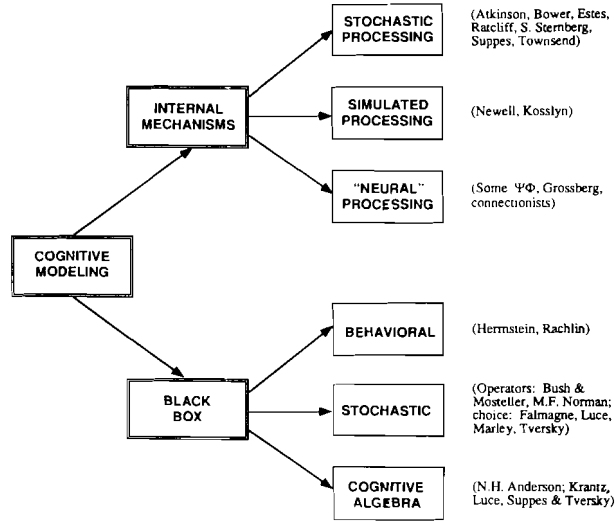 STOCHASTIC
PROCESSING
(Atkinson, Bower, Estes,
Ratcliff, S. Sternberg,
Suppes, Townsend)
INTERNAL
MECHANISMS
SIMULATED
PROCESSING
(Newell, Kosslyn)
"NEURAL"
PROCESSING
(Some ΨΦ, Grossberg,
connectionists)
COGNITIVE
MODELING
BEHAVIORAL
(Herrnstein, Rachlin)
BLACK
BOX
STOCHASTIC
(Operators: Bush &
Mosteller, M.F. Norman;
choice: Falmagne, Luce,
Marley, Tversky)
COGNITIVE
ALGEBRA
(N.H. Anderson; Krantz,
Luce, Suppes & Tversky)